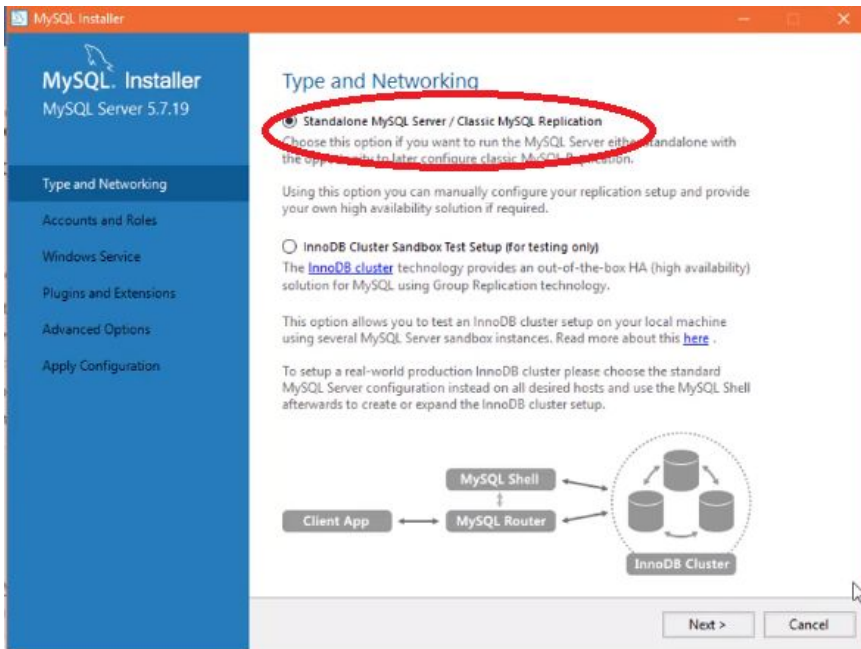 MySQL Installer
MySQL. Installer
MySQL Server 5.7.19
Type and Networking
Accounts and Roles
Windows Service
Plugins and Extensions
Advanced Options
Apply Configuration
Type and Networking
Standalone MySQL Server / Classic MySQL Replication
Choose this option if you want to run the MySQL Server either standalone with
the opportunity to later configure classic MySQL Replication.
Using this option you can manually configure your replication setup and provide
your own high availability solution if required.
InnoDB Cluster Sandbox Test Setup (for testing only)
The InnoDB cluster technology provides an out-of-the-box HA (high availability)
solution for MySQL using Group Replication technology.
This option allows you to test an InnoDB cluster setup on your local machine
using several MySQL Server sandbox instances. Read more about this here .
To setup a real-world production InnoDB cluster please choose the standard
MySQL Server configuration instead on all desired hosts and use the MySQL Shell
afterwards to create or expand the InnoDB cluster setup.
MySQL Shell
Client App
MySQL Router
InnoDB Cluster
Next >
Cancel